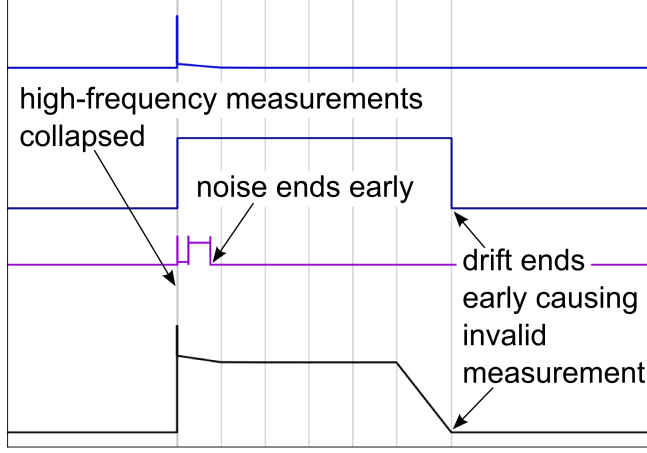 high-frequency measurements
collapsed
noise ends early
drift ends
early causing
invalid
measurement